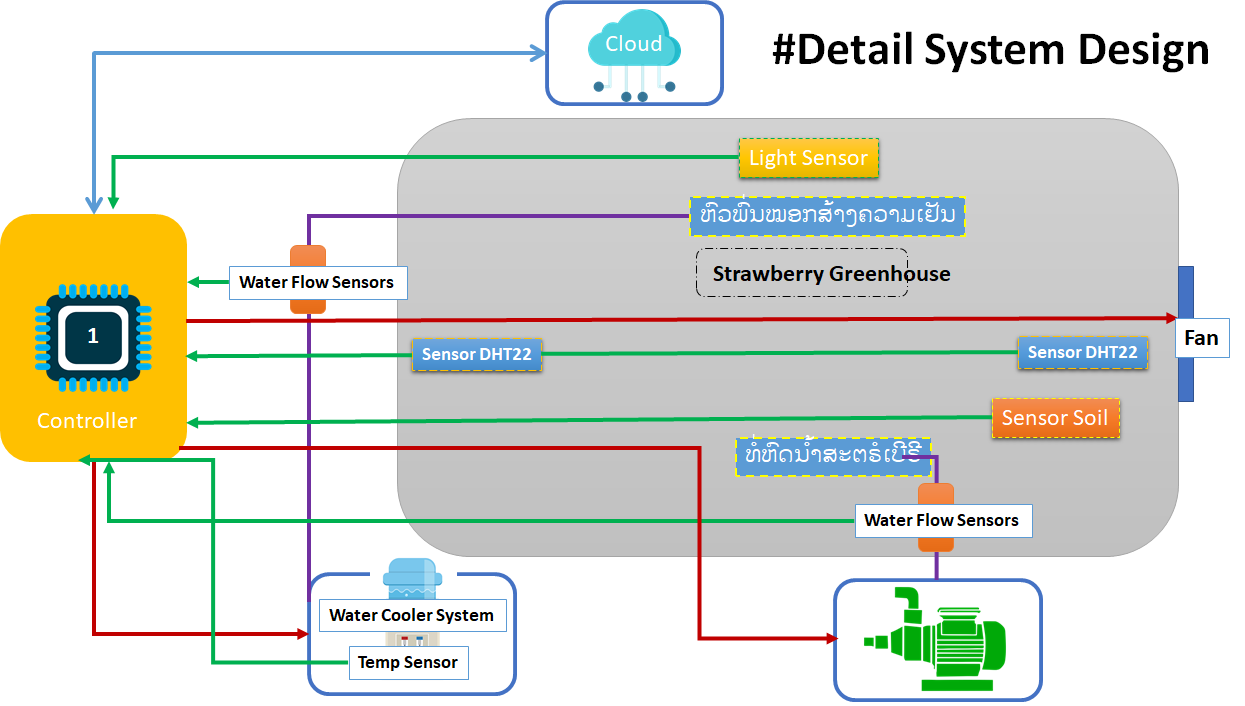 #Detail System Design
Cloud
Light Sensor
ຫົວພົ່ນໝອກສ້າງຄວາມເຢັນ
Water Flow Sensors
Strawberry Greenhouse
1
Fan
Sensor DHT22
Sensor DHT22
Controller
Sensor Soil
ທໍ່ຫົດນ້ຳສະຕຣໍເບີຣີ
Water Flow Sensors
Water Cooler System
Temp Sensor